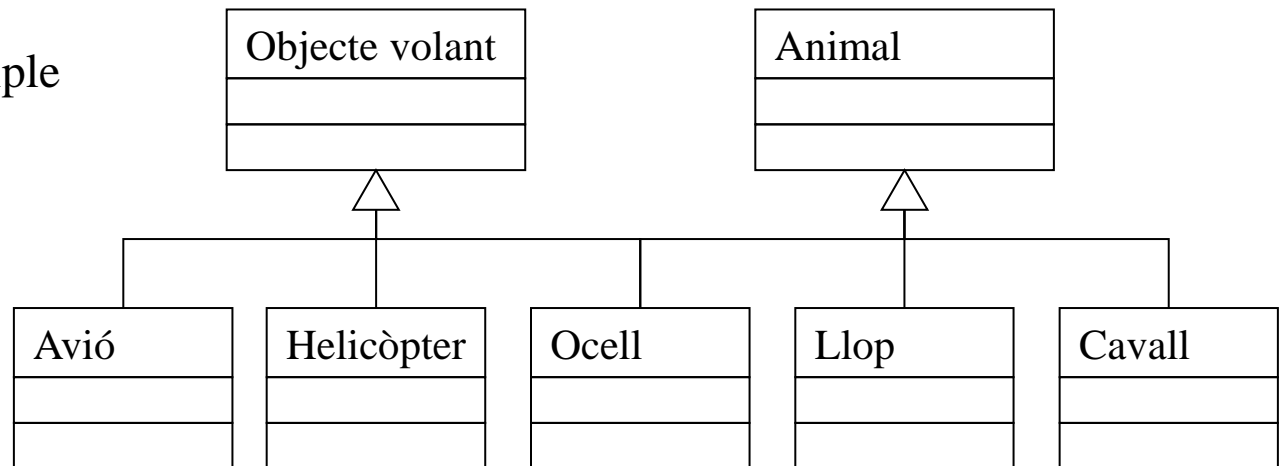 Objecte volant
Animal
ple
Avió
Helicòpter
Ocell
Llop
Cavall